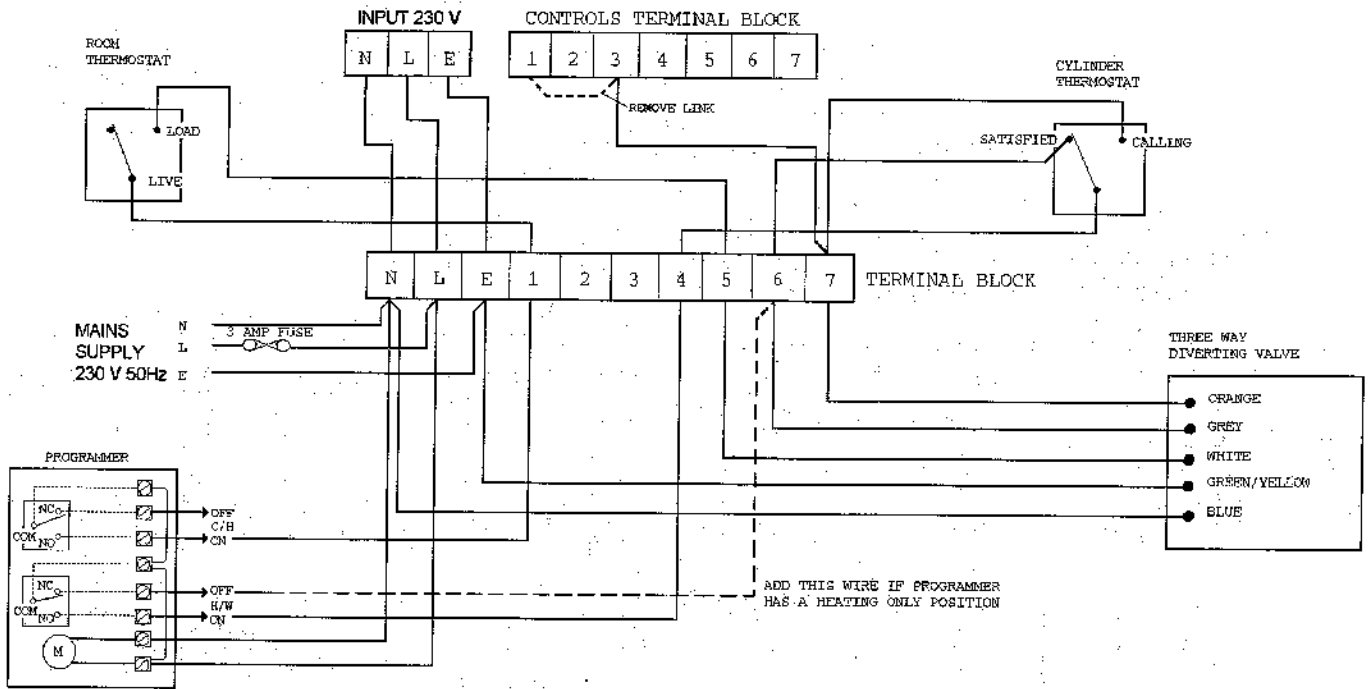 INPUT 230 V
CONTROLS TERMINAL BLOCK
ROOM
THERMOSTAT
N L E
1 2 3 4 5 6 7
CYLINDER
THERMOSTAT
REMOVE LINK
LOAD
SATISFIED
CALLING
LIVE
N L E 1 2 3 4 5 6 7
TERMINAL BLOCK
MAINS
SUPPLY
230 V 50Hz
N
L
E
3 AMP FUSE
THREE WAY
DIVERTING VALVE
ORANGE
GREY
WHITE
GREEN/YELLOW
BLUE
PROGRAMMER
NC
COM
NO
OFF
C/H
ON
NC
COM
NO
OFF
H/W
ON
M
ADD THIS WIRE IF PROGRAMMER
HAS A HEATING ONLY POSITION